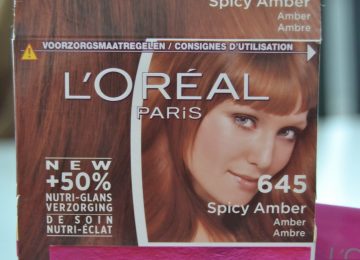 Spicy Amber
Amber
Ambre
VOORZORGSMAATREGELEN / CONSIGNES D'UTILISATION
L'ORÉAL
PARIS
NEW
+50%
NUTRI-GLANS
VERZORGING
DE SOIN
NUTRI-ÉCLAT
645
Spicy Amber
Amber
Ambre
L'O